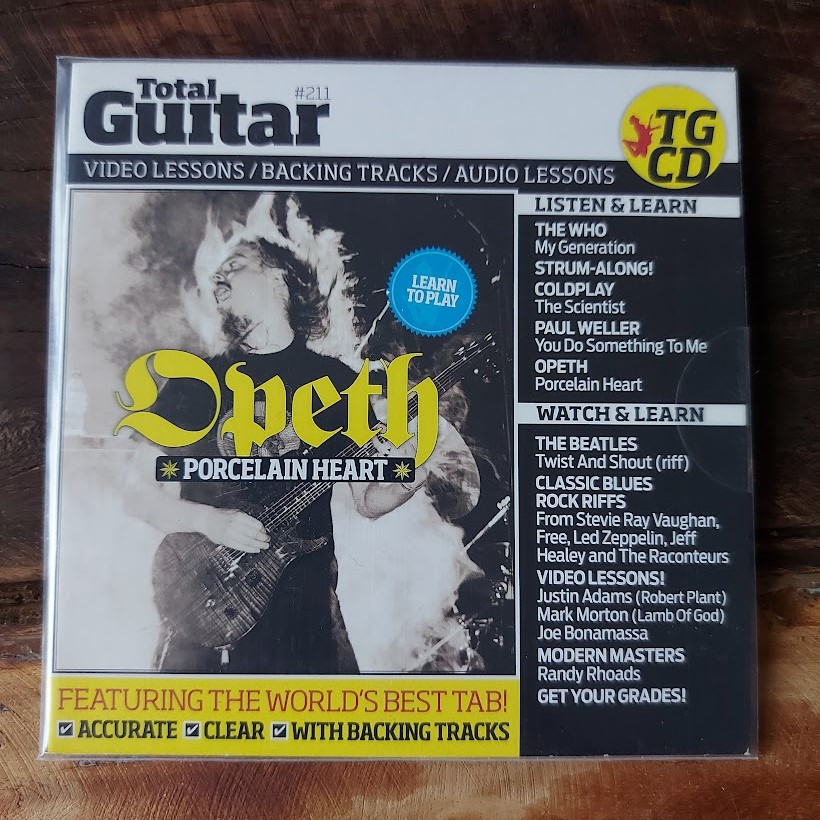 Total
Guitar
#211
TG
CD
VIDEO LESSONS / BACKING TRACKS / AUDIO LESSONS
LEARN
TO PLAY
Opeth
PORCELAIN HEART
FEATURING THE WORLD'S BEST TAB!
ACCURATE CLEAR WITH BACKING TRACKS
LISTEN & LEARN
THE WHO
My Generation
STRUM-ALONG!
COLDPLAY
The Scientist
PAUL WELLER
You Do Something To Me
OPETH
Porcelain Heart
WATCH & LEARN
THE BEATLES
Twist And Shout (riff)
CLASSIC BLUES
ROCK RIFFS
From Stevie Ray Vaughan,
Free, Led Zeppelin, Jeff
Healey and The Raconteurs
VIDEO LESSONS!
Justin Adams (Robert Plant)
Mark Morton (Lamb Of God)
Joe Bonamassa
MODERN MASTERS
Randy Rhoads
GET YOUR GRADES!